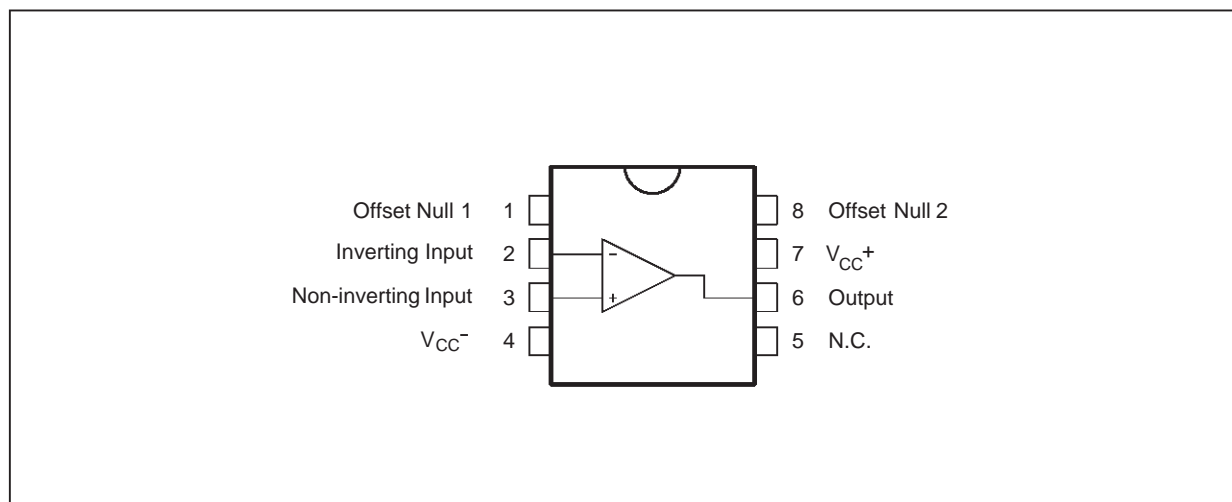 Offset Null 1 1 8 Offset Null 2
Inverting Input 2 - 7 VCC+
Non-inverting Input 3 + 6 Output
VCC- 4 5 N.C.